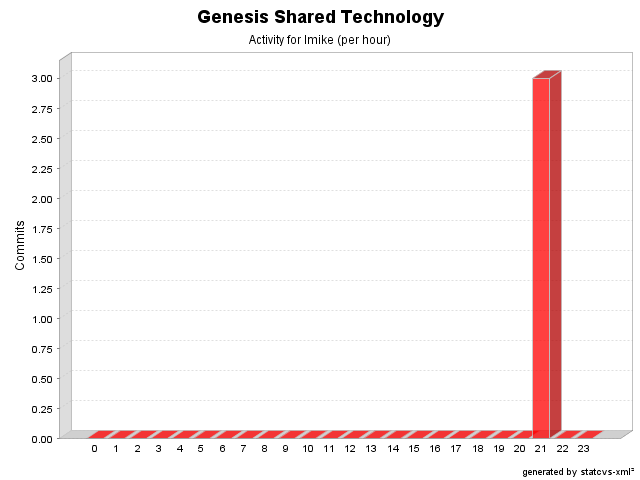 Genesis Shared Technology
Activity for lmike (per hour)
3.00
2.75
2.50
2.25
2.00
1.75
1.50
1.25
1.00
0.75
0.50
0.25
0.00
Commits
0 1 2 3 4 5 6 7 8 9 10 11 12 13 14 15 16 17 18 19 20 21 22 23
generated by statcvs-xml²